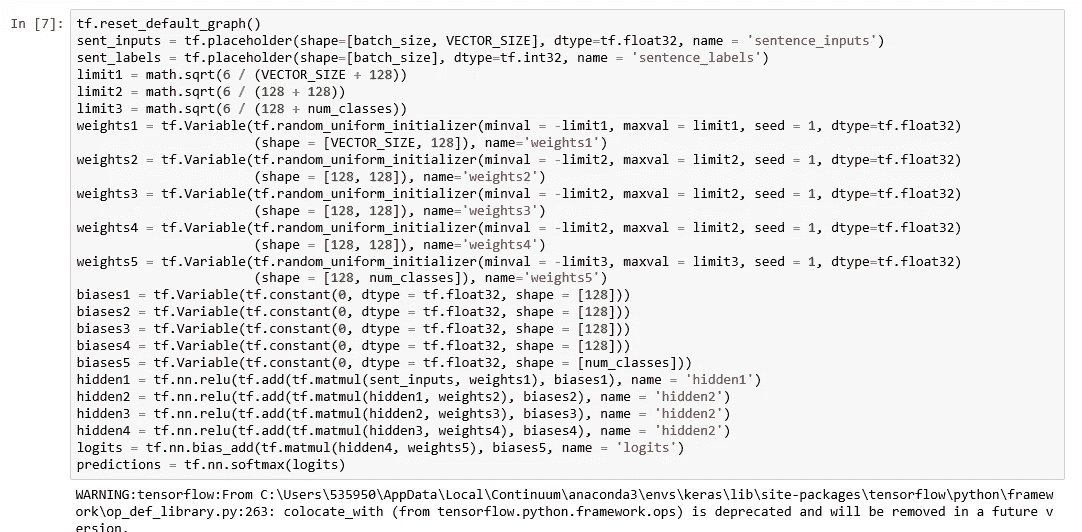 In [7]: tf.reset_default_graph()
sent_inputs = tf.placeholder(shape=[batch_size, VECTOR_SIZE], dtype=tf.float32, name = 'sentence_inputs')
sent_labels = tf.placeholder(shape=[batch_size], dtype=tf.int32, name = 'sentence_labels')
limit1 = math.sqrt(6 / (VECTOR_SIZE + 128))
limit2 = math.sqrt(6 / (128 + 128))
limit3 = math.sqrt(6 / (128 + num_classes))
weights1 = tf.Variable(tf.random_uniform_initializer(minval = -limit1, maxval = limit1, seed = 1, dtype=tf.float32)
(shape = [VECTOR_SIZE, 128]), name='weights1')
weights2 = tf.Variable(tf.random_uniform_initializer(minval = -limit2, maxval = limit2, seed = 1, dtype=tf.float32)
(shape = [128, 128]), name='weights2')
weights3 = tf.Variable(tf.random_uniform_initializer(minval = -limit2, maxval = limit2, seed = 1, dtype=tf.float32)
(shape = [128, 128]), name='weights3')
weights4 = tf.Variable(tf.random_uniform_initializer(minval = -limit2, maxval = limit2, seed = 1, dtype=tf.float32)
(shape = [128, 128]), name='weights4')
weights5 = tf.Variable(tf.random_uniform_initializer(minval = -limit3, maxval = limit3, seed = 1, dtype=tf.float32)
(shape = [128, num_classes]), name='weights5')
biases1 = tf.Variable(tf.constant(0, dtype = tf.float32, shape = [128]))
biases2 = tf.Variable(tf.constant(0, dtype = tf.float32, shape = [128]))
biases3 = tf.Variable(tf.constant(0, dtype = tf.float32, shape = [128]))
biases4 = tf.Variable(tf.constant(0, dtype = tf.float32, shape = [128]))
biases5 = tf.Variable(tf.constant(0, dtype = tf.float32, shape = [num_classes]))
hidden1 = tf.nn.relu(tf.add(tf.matmul(sent_inputs, weights1), biases1), name = 'hidden1')
hidden2 = tf.nn.relu(tf.add(tf.matmul(hidden1, weights2), biases2), name = 'hidden2')
hidden3 = tf.nn.relu(tf.add(tf.matmul(hidden2, weights3), biases3), name = 'hidden2')
hidden4 = tf.nn.relu(tf.add(tf.matmul(hidden3, weights4), biases4), name = 'hidden2')
logits = tf.nn.bias_add(tf.matmul(hidden4, weights5), biases5, name = 'logits')
predictions = tf.nn.softmax(logits)
WARNING:tensorflow:From C:\Users\535950\AppData\Local\Continuum\anaconda3\envs\keras\lib\site-packages\tensorflow\python\framew
ork\op_def_library.py:263: colocate_with (from tensorflow.python.framework.ops) is deprecated and will be removed in a future v
ersion.